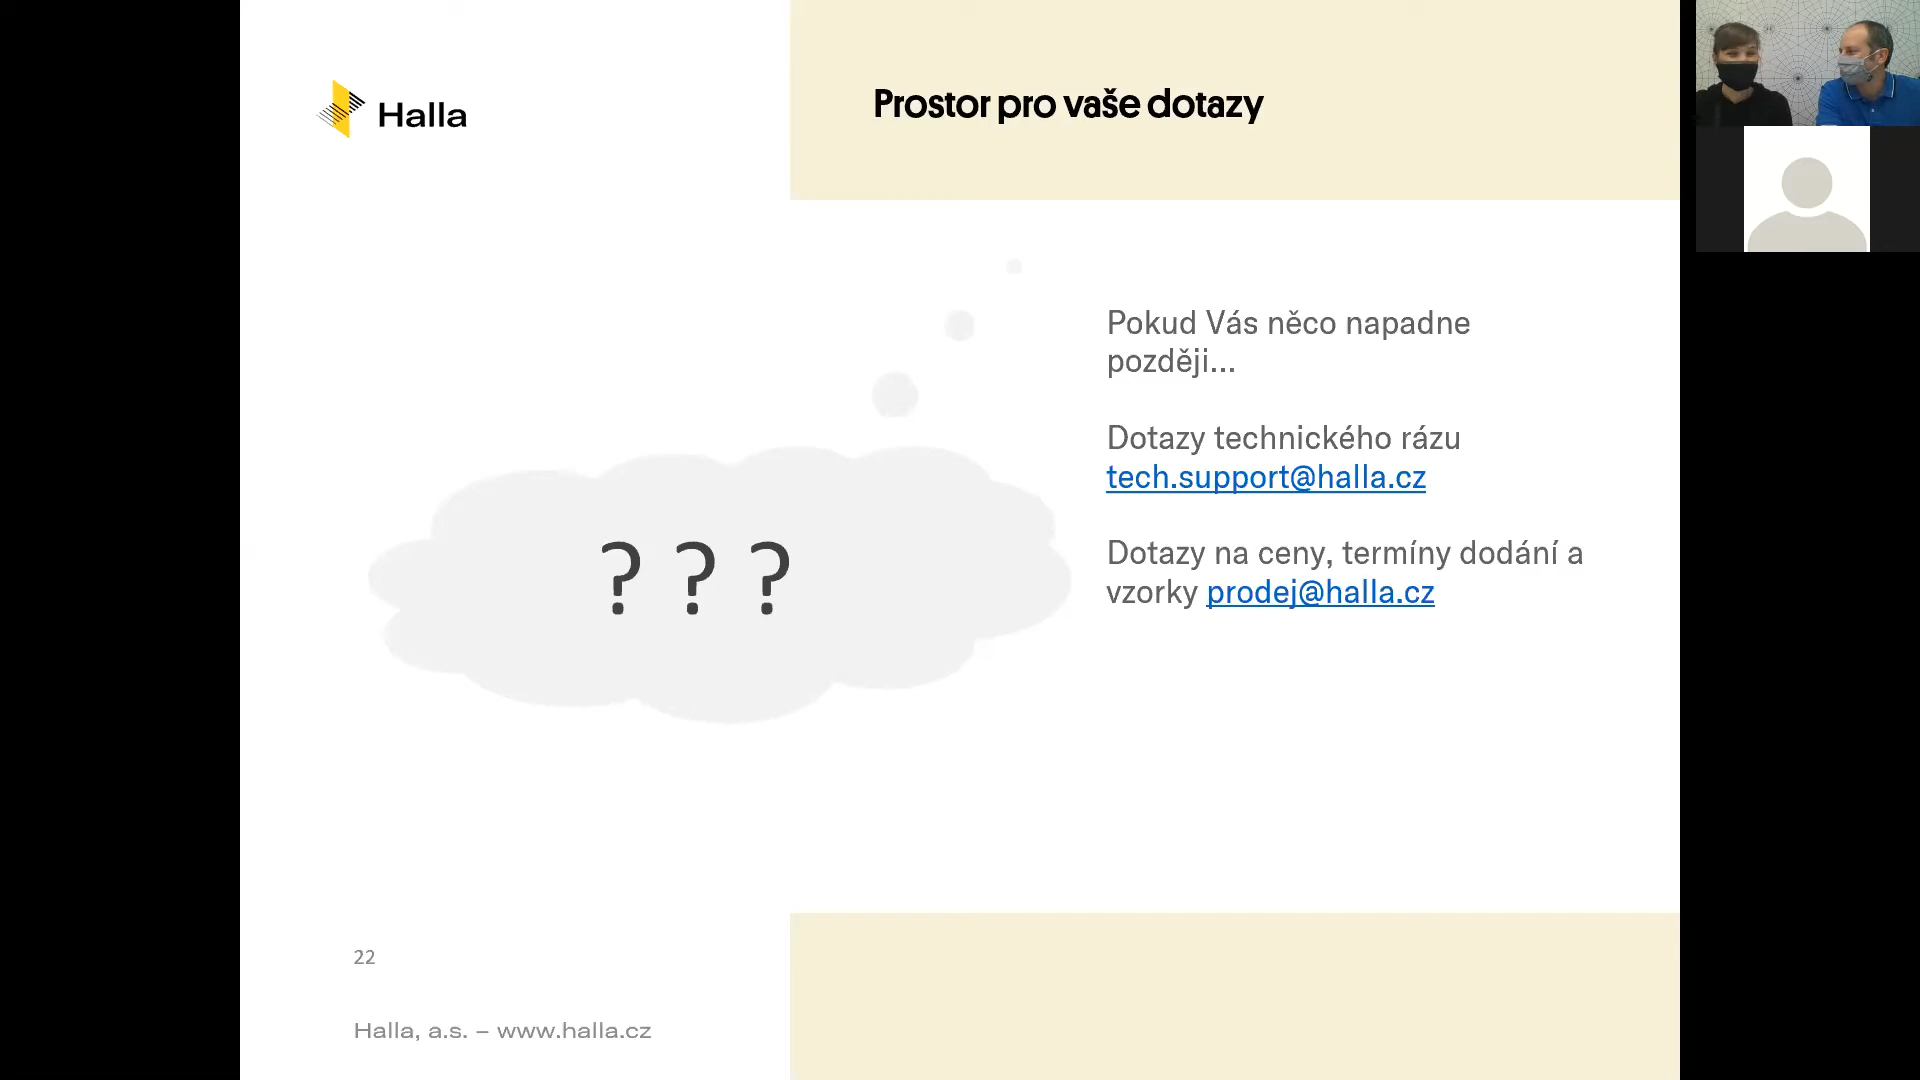 Halla
Prostor pro vaše dotazy
Pokud Vás něco napadne
později...
Dotazy technického rázu
tech.support@halla.cz
Dotazy na ceny, termíny dodání a
vzorky prodej@halla.cz
? ? ?
22
Halla, a.s. – www.halla.cz